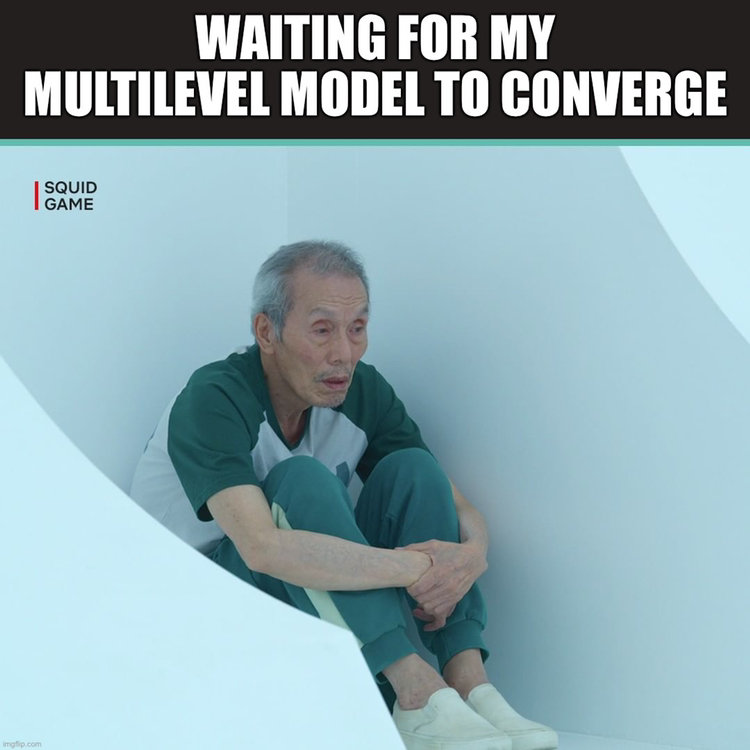 WAITING FOR MY
MULTILEVEL MODEL TO CONVERGE
SQUID
GAME
imgflip.com